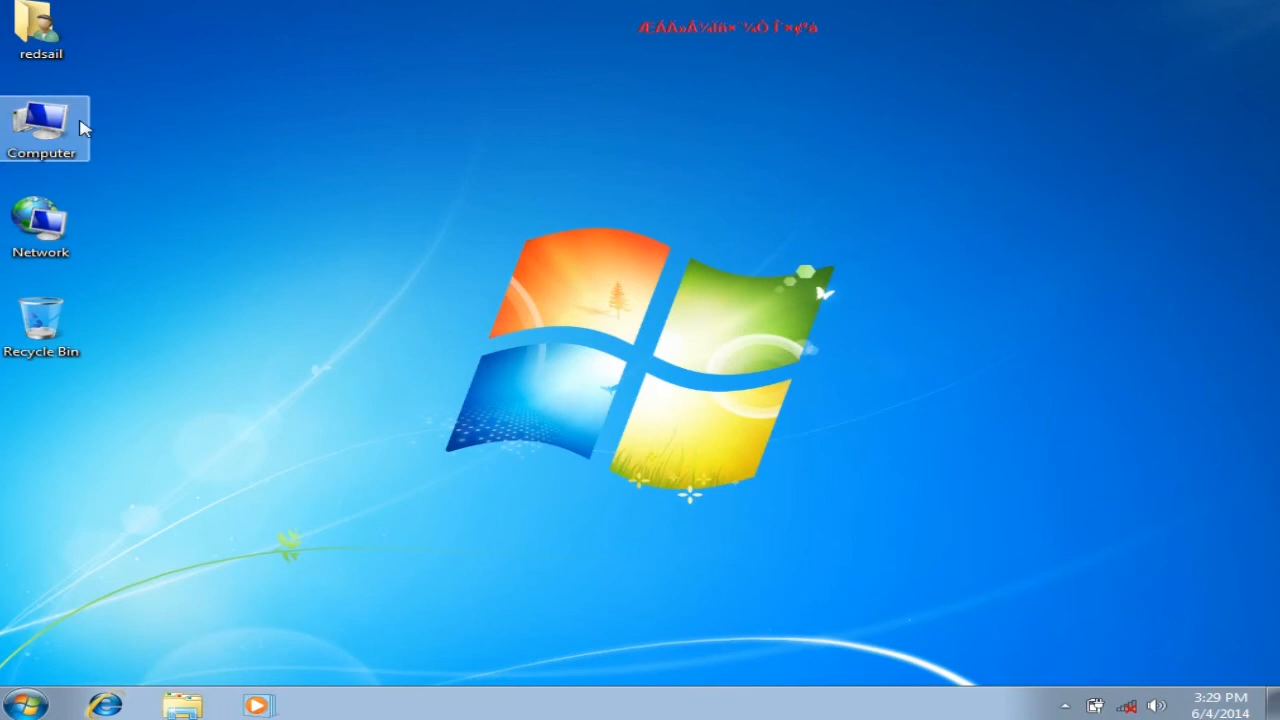 redsail
Computer
Network
Recycle Bin
3:29 PM
6/4/2014